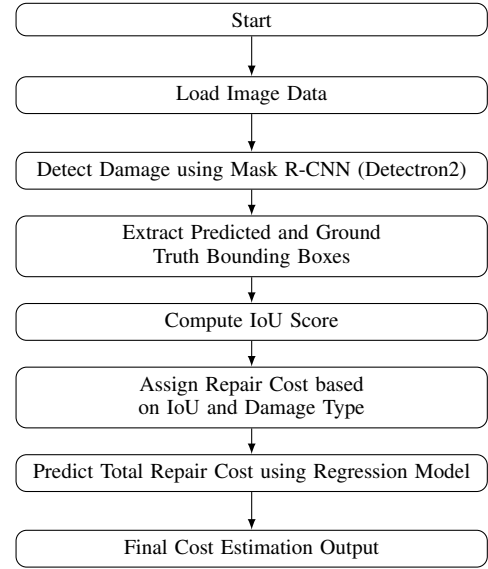 Start
Load Image Data
Detect Damage using Mask R-CNN (Detectron2)
Extract Predicted and Ground
Truth Bounding Boxes
Compute IoU Score
Assign Repair Cost based
on IoU and Damage Type
Predict Total Repair Cost using Regression Model
Final Cost Estimation Output